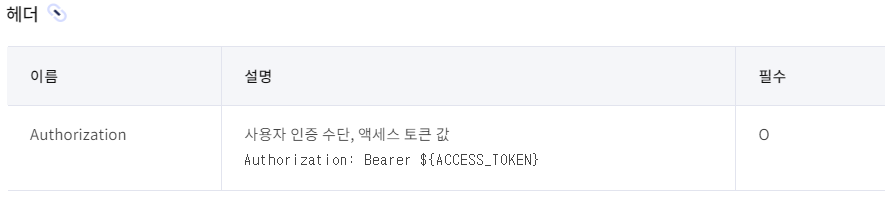 헤더
이름 설명 필수
Authorization 사용자 인증 수단, 액세스 토큰 값 O
Authorization: Bearer ${ACCESS_TOKEN}